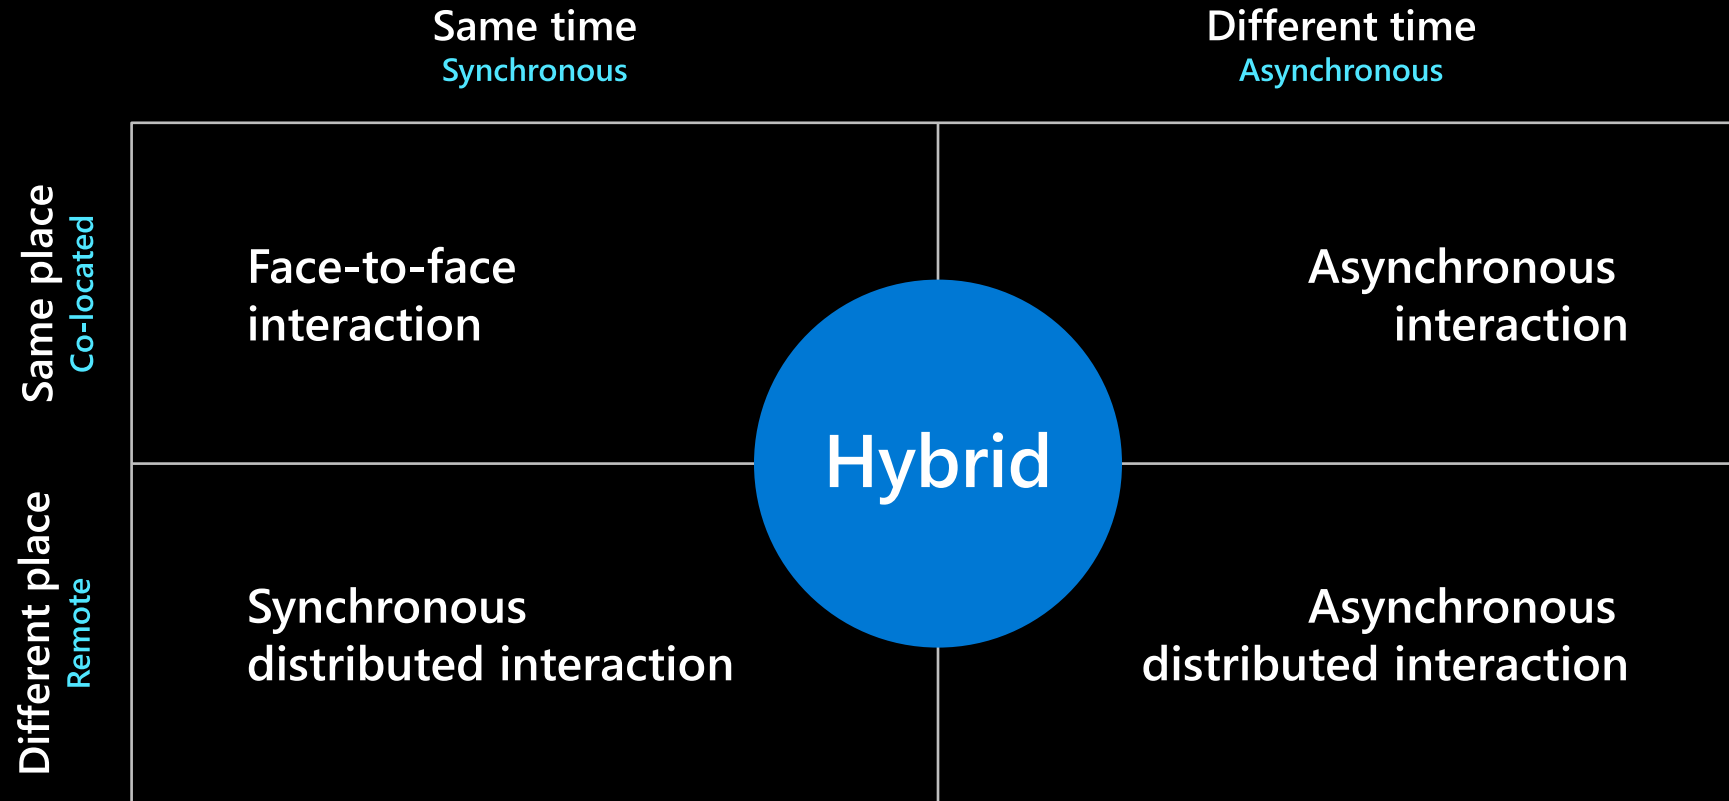 Same time
Synchronous
Different time
Asynchronous
Same place
Co-located
Face-to-face
interaction
Asynchronous
interaction
Hybrid
Different place
Remote
Synchronous
distributed interaction
Asynchronous
distributed interaction